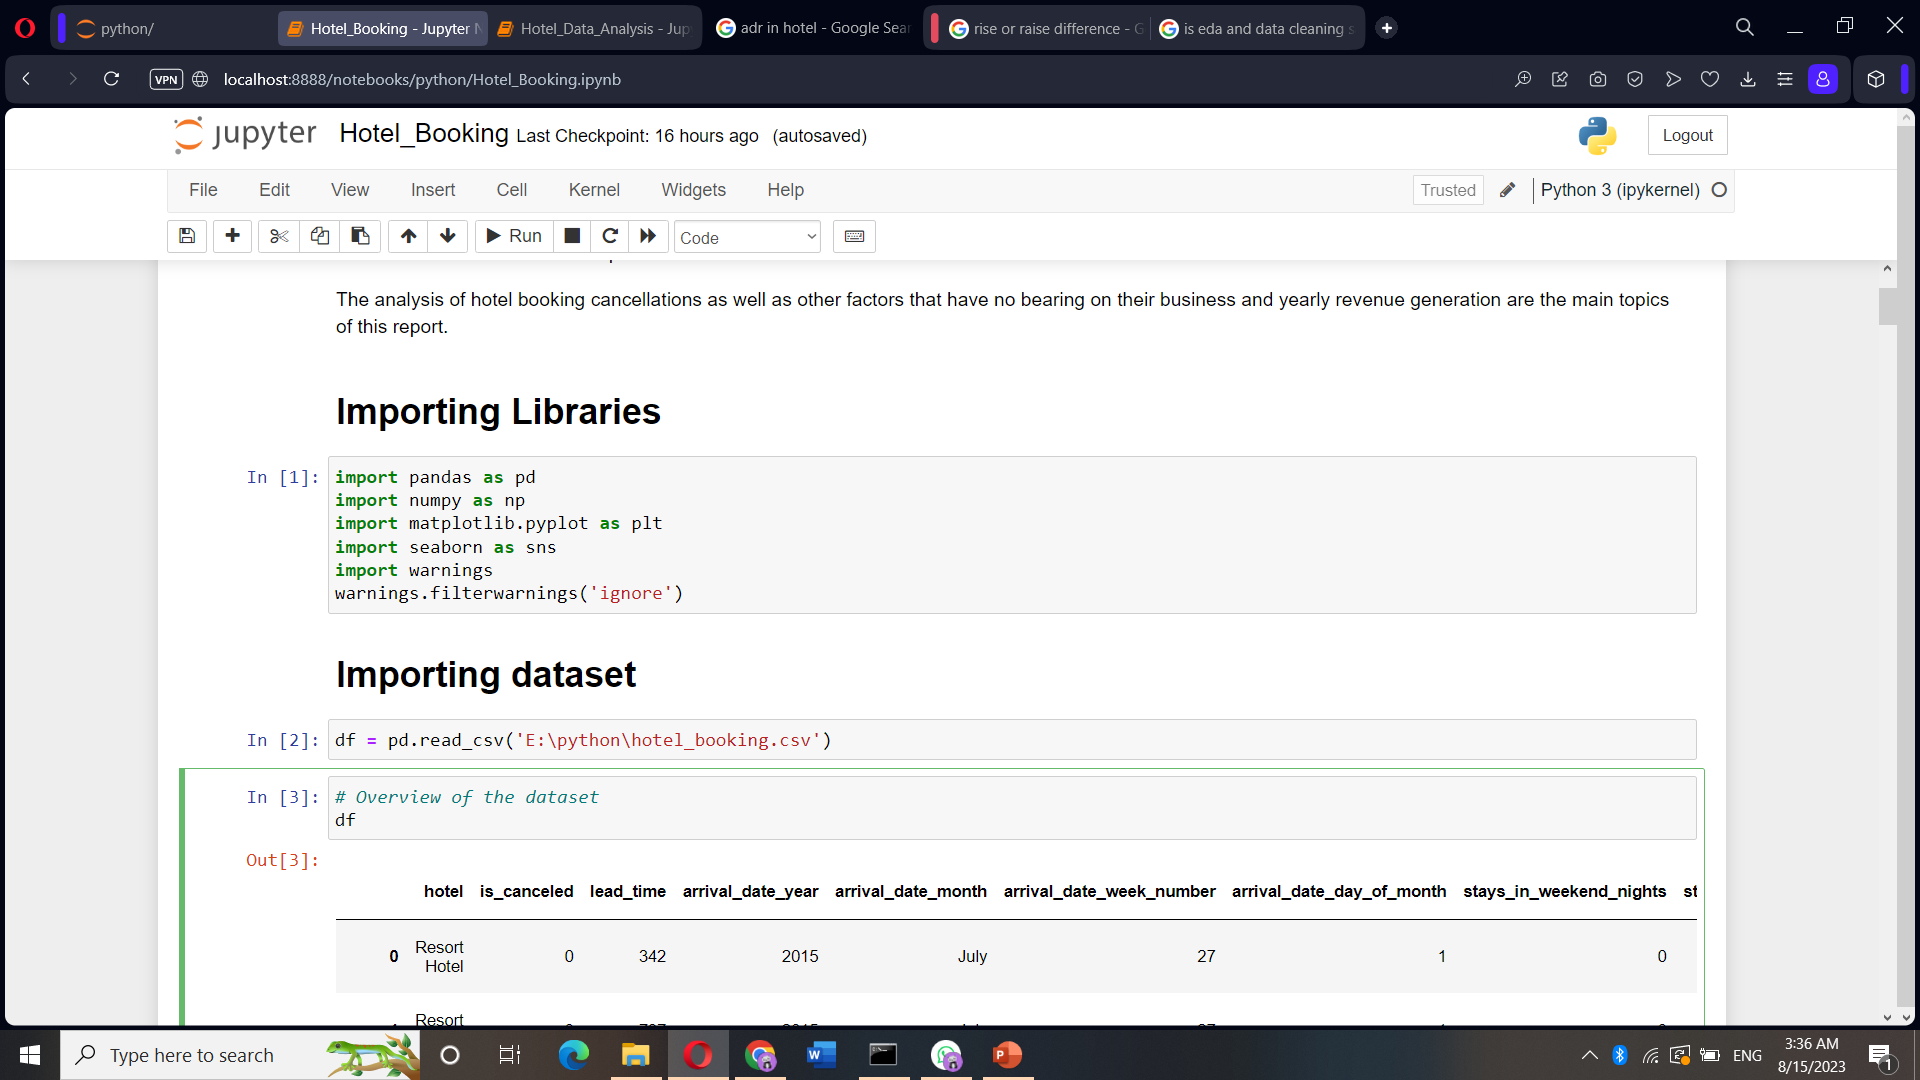 python/
Hotel_Booking - Jupyter N
Hotel_Data_Analysis - Jup
adr in hotel - Google Sear
rise or raise difference - G
is eda and data cleaning s
VPN
localhost:8888/notebooks/python/Hotel_Booking.ipynb
jupyter
Hotel_Booking Last Checkpoint: 16 hours ago (autosaved)
Logout
File Edit View Insert Cell Kernel Widgets Help
Trusted
Python 3 (ipykernel)
Run
Code
The analysis of hotel booking cancellations as well as other factors that have no bearing on their business and yearly revenue generation are the main topics
of this report.
Importing Libraries
In [1]: import pandas as pd
import numpy as np
import matplotlib.pyplot as plt
import seaborn as sns
import warnings
warnings.filterwarnings('ignore')
Importing dataset
In [2]: df = pd.read_csv('E:\python\hotel_booking.csv')
In [3]: # Overview of the dataset
df
Out[3]:
hotel is_canceled lead_time arrival_date_year arrival_date_month arrival_date_week_number arrival_date_day_of_month stays_in_weekend_nights st
0 Resort Hotel 0 342 2015 July 27 1 0
Resort
Type here to search
W
P
ENG
3:36 AM
8/15/2023
1